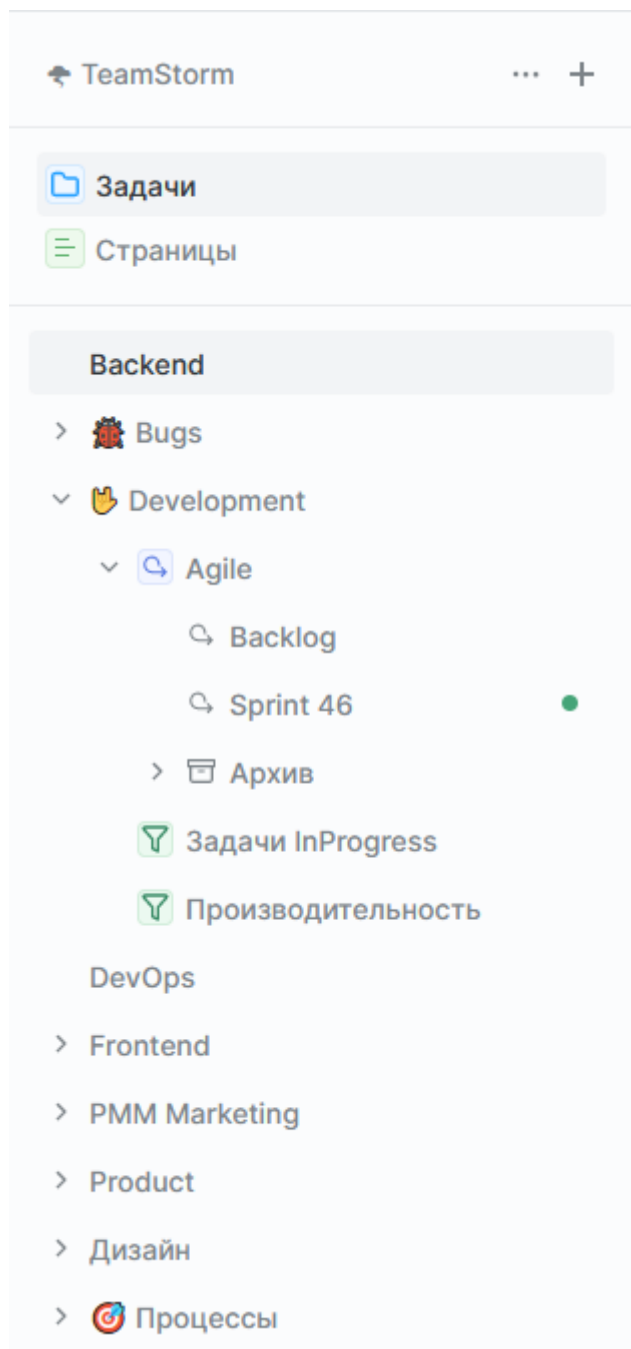 TeamStorm
Задачи
Страницы
Backend
Bugs
Development
Agile
Backlog
Sprint 46
Архив
Задачи InProgress
Производительность
DevOps
Frontend
PMM Marketing
Product
Дизайн
Процессы